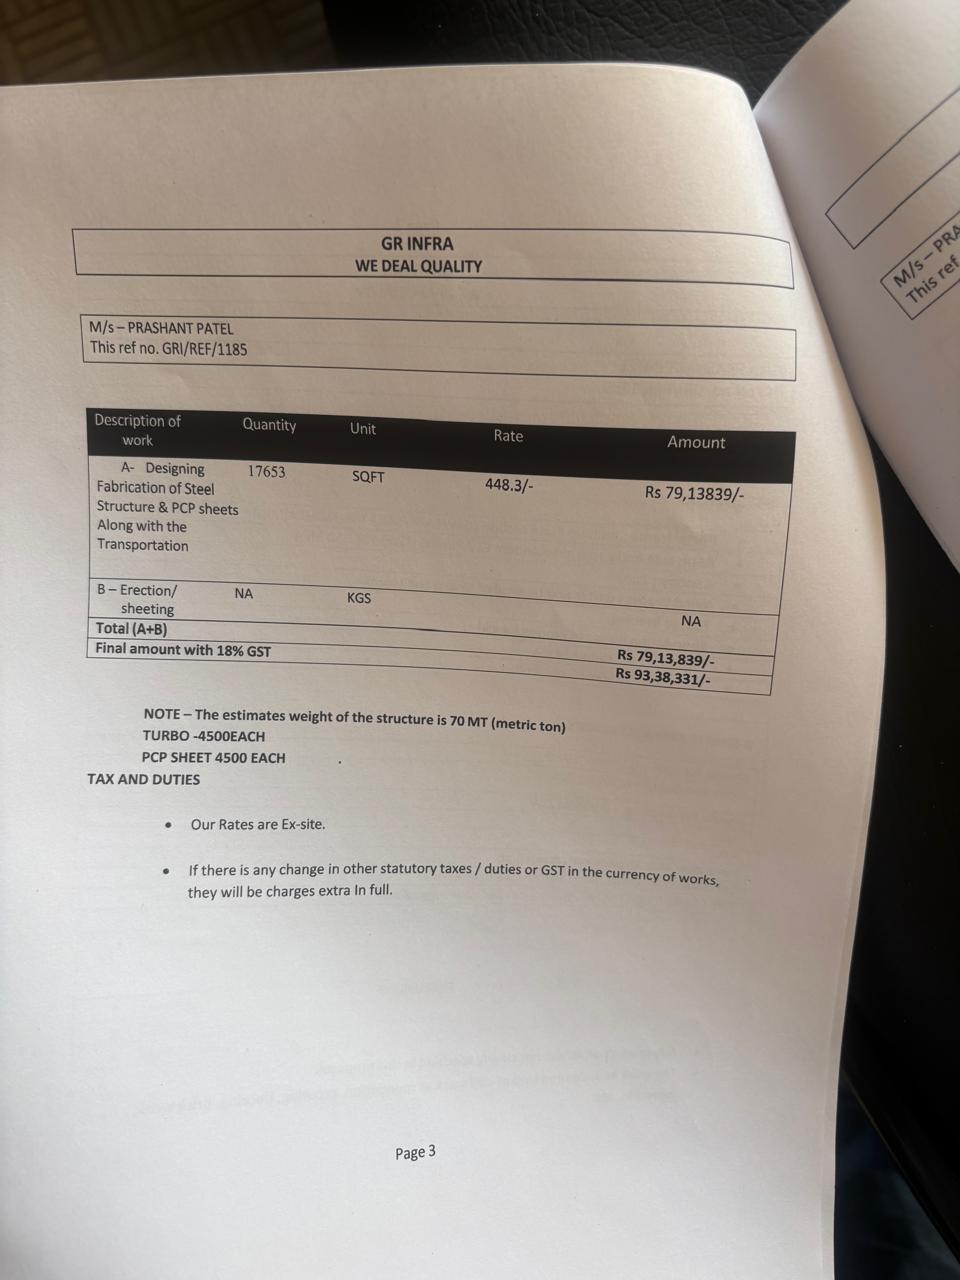 GR INFRA
WE DEAL QUALITY
M/s – PRASHANT PATEL
This ref no. GRI/REF/1185
Description of work Quantity Unit Rate Amount
A- Designing 17653 SQFT 448.3/- Rs 79,13839/-
Fabrication of Steel
Structure & PCP sheets
Along with the
Transportation
B – Erection/ NA KGS NA
sheeting
Total (A+B) Rs 79,13,839/-
Final amount with 18% GST Rs 93,38,331/-
NOTE – The estimates weight of the structure is 70 MT (metric ton)
TURBO -4500EACH
PCP SHEET 4500 EACH
TAX AND DUTIES
• Our Rates are Ex-site.
• If there is any change in other statutory taxes / duties or GST in the currency of works,
they will be charges extra In full.
Page 3
M/s – PRA
This ref